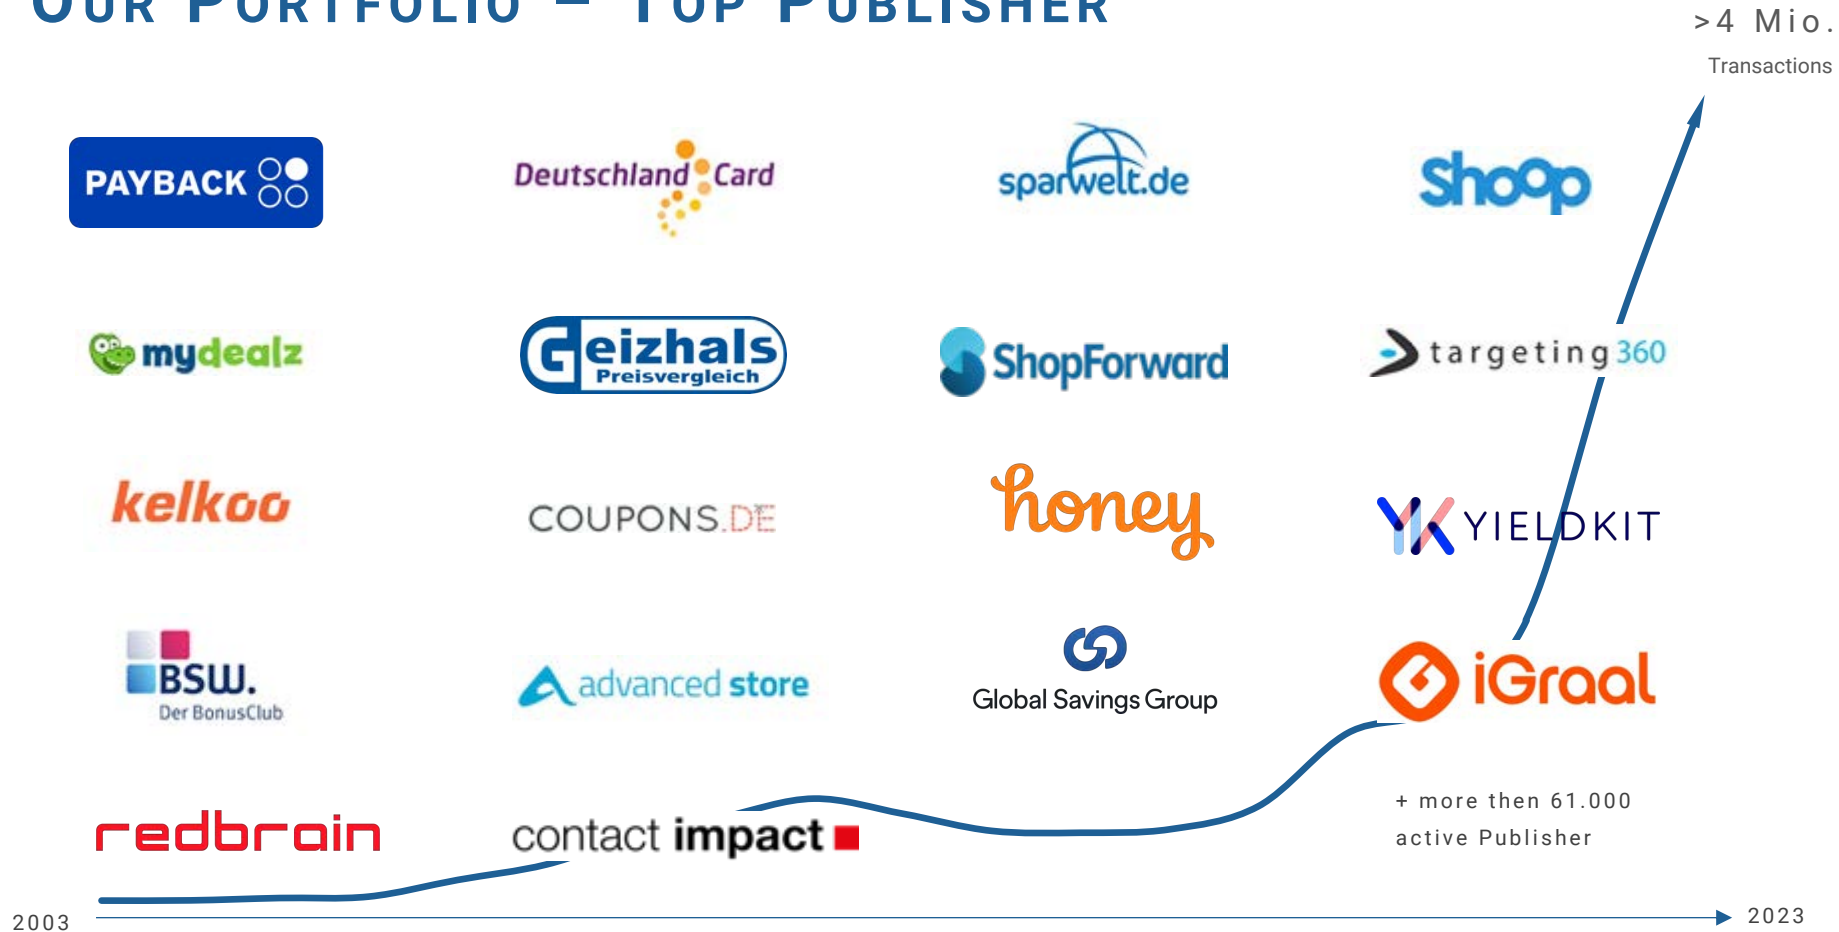 OUR PORTFOLIO – TOP PUBLISHER
>4 Mio.
Transactions
PAYBACK
Deutschland Card
sparwelt.de
shoop
mydealz
Geizhals
Preisvergleich
ShopForward
targeting360
kelkoo
COUPONS.DE
honey
YK YIELDKIT
BSW.
Der BonusClub
advanced store
Global Savings Group
iGraal
redbrain
contact impact
+ more then 61.000
active Publisher
2003
2023